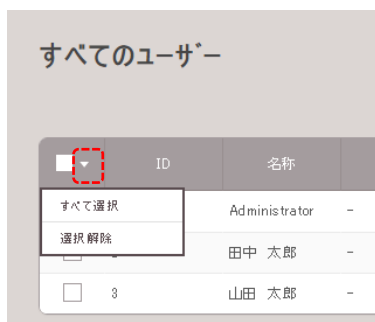 すべてのユーザー
ID 名称
すべて選択
Administrator -
選択解除
田中 太郎 -
3 山田 太郎 -